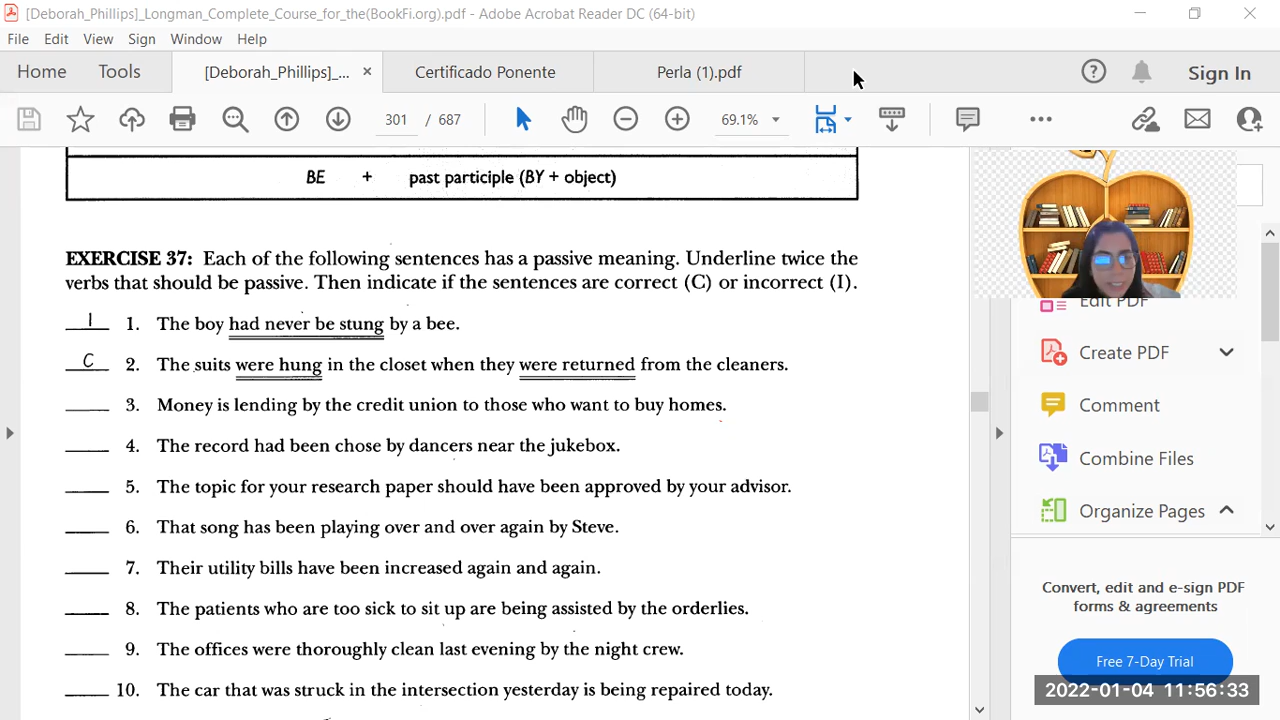 [Deborah_Phillips]_Longman_Complete_Course_for_the(BookFi.org).pdf - Adobe Acrobat Reader DC (64-bit)
File Edit View Sign Window Help
Home Tools [Deborah_Phillips]_... × Certificado Ponente Perla (1).pdf Sign In
301 / 687 69.1%
BE + past participle (BY + object)
EXERCISE 37: Each of the following sentences has a passive meaning. Underline twice the
verbs that should be passive. Then indicate if the sentences are correct (C) or incorrect (I).
I 1. The boy had never be stung by a bee.
C 2. The suits were hung in the closet when they were returned from the cleaners.
____ 3. Money is lending by the credit union to those who want to buy homes.
____ 4. The record had been chose by dancers near the jukebox.
____ 5. The topic for your research paper should have been approved by your advisor.
____ 6. That song has been playing over and over again by Steve.
____ 7. Their utility bills have been increased again and again.
____ 8. The patients who are too sick to sit up are being assisted by the orderlies.
____ 9. The offices were thoroughly clean last evening by the night crew.
____ 10. The car that was struck in the intersection yesterday is being repaired today.
Edit PDF
Create PDF
Comment
Combine Files
Organize Pages
Convert, edit and e-sign PDF
forms & agreements
Free 7-Day Trial
2022-01-04 11:56:33